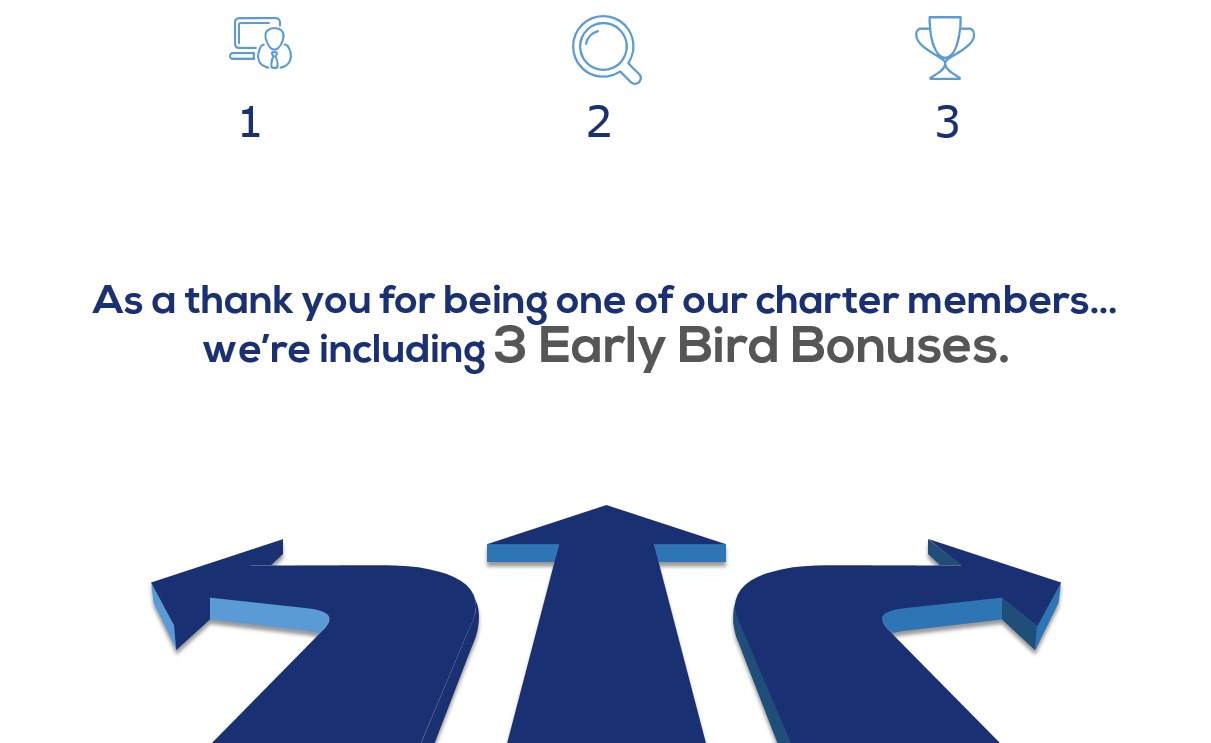 1 2 3
As a thank you for being one of our charter members...
we're including 3 Early Bird Bonuses.